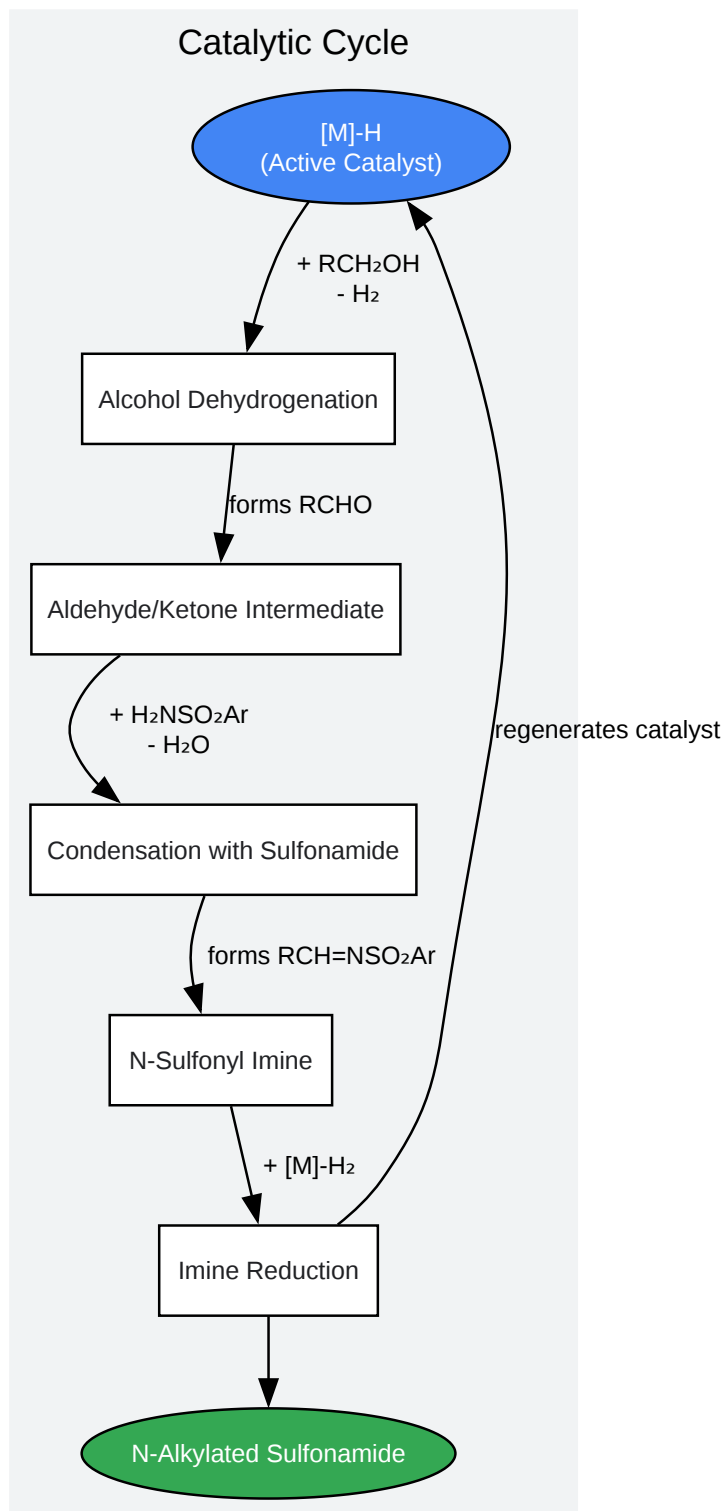 Catalytic Cycle
[M]-H
(Active Catalyst)
+ RCH₂OH
- H₂
Alcohol Dehydrogenation
forms RCHO
Aldehyde/Ketone Intermediate
+ H₂NSO₂Ar
- H₂O
regenerates catalyst
Condensation with Sulfonamide
forms RCH=NSO₂Ar
N-Sulfonyl Imine
+ [M]-H₂
Imine Reduction
N-Alkylated Sulfonamide